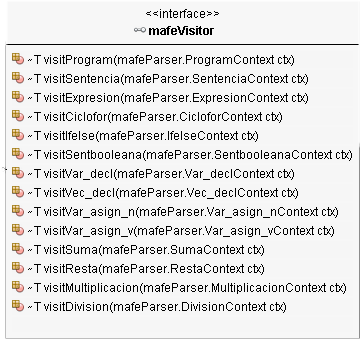 <<interface>>
mafeVisitor
~ T visitProgram(mafeParser.ProgramContext ctx)
~ T visitSentencia(mafeParser.SentenciaContext ctx)
~ T visitExpresion(mafeParser.ExpresionContext ctx)
~ T visitCiclofor(mafeParser.CicloforContext ctx)
~ T visitIfelse(mafeParser.IfelseContext ctx)
~ T visitSentbooleana(mafeParser.SentbooleanaContext ctx)
~ T visitVar_decl(mafeParser.Var_declContext ctx)
~ T visitVec_decl(mafeParser.Vec_declContext ctx)
~ T visitVar_asign_n(mafeParser.Var_asign_nContext ctx)
~ T visitVar_asign_v(mafeParser.Var_asign_vContext ctx)
~ T visitSuma(mafeParser.SumaContext ctx)
~ T visitResta(mafeParser.RestaContext ctx)
~ T visitMultiplicacion(mafeParser.MultiplicacionContext ctx)
~ T visitDivision(mafeParser.DivisionContext ctx)